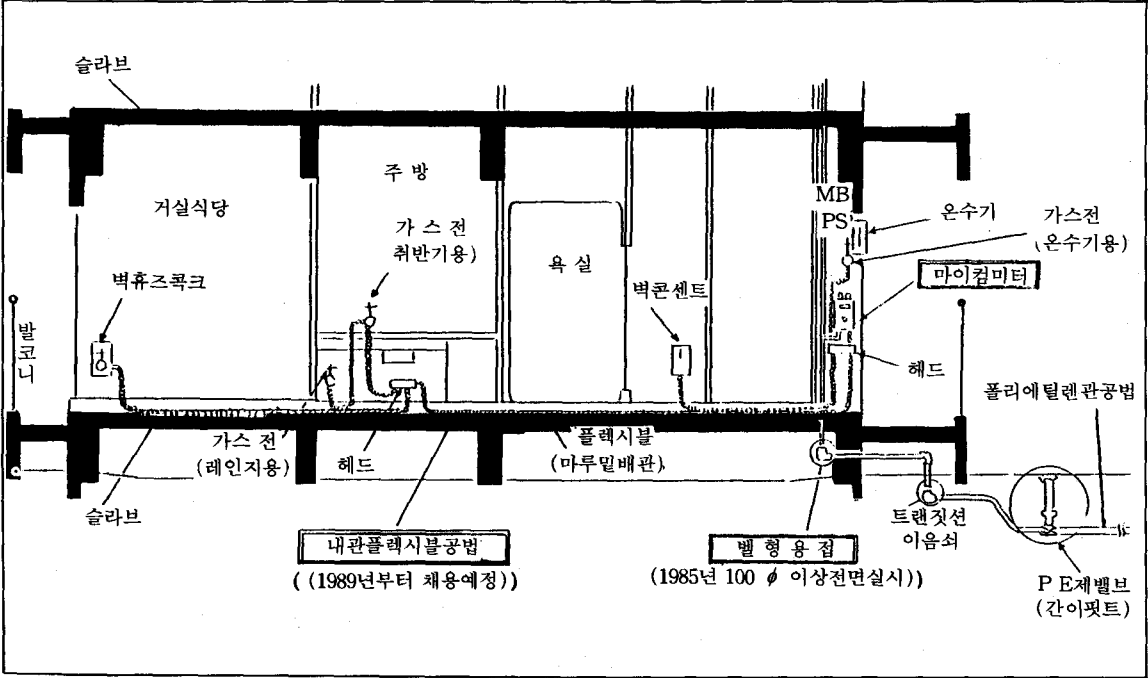 슬라브
주 방
거실식당
가 스 전
취반기용)
욕 실
MB
PS
온수기
가스전
(온수기용)
마이컴미터
벽휴즈콕크
벽콘센트
발코니
헤드
폴리에틸렌관공법
가스 전
(레인지용)
헤드
플렉시블
(마루밑배관)
슬라브
트랜짓션
이음쇠
내관플렉시블공법
( (1989년부터 채용예정))
벨 형 용 접
(1985년 100 ∮ 이상전면실시))
P E제밸브
(간이핏트)